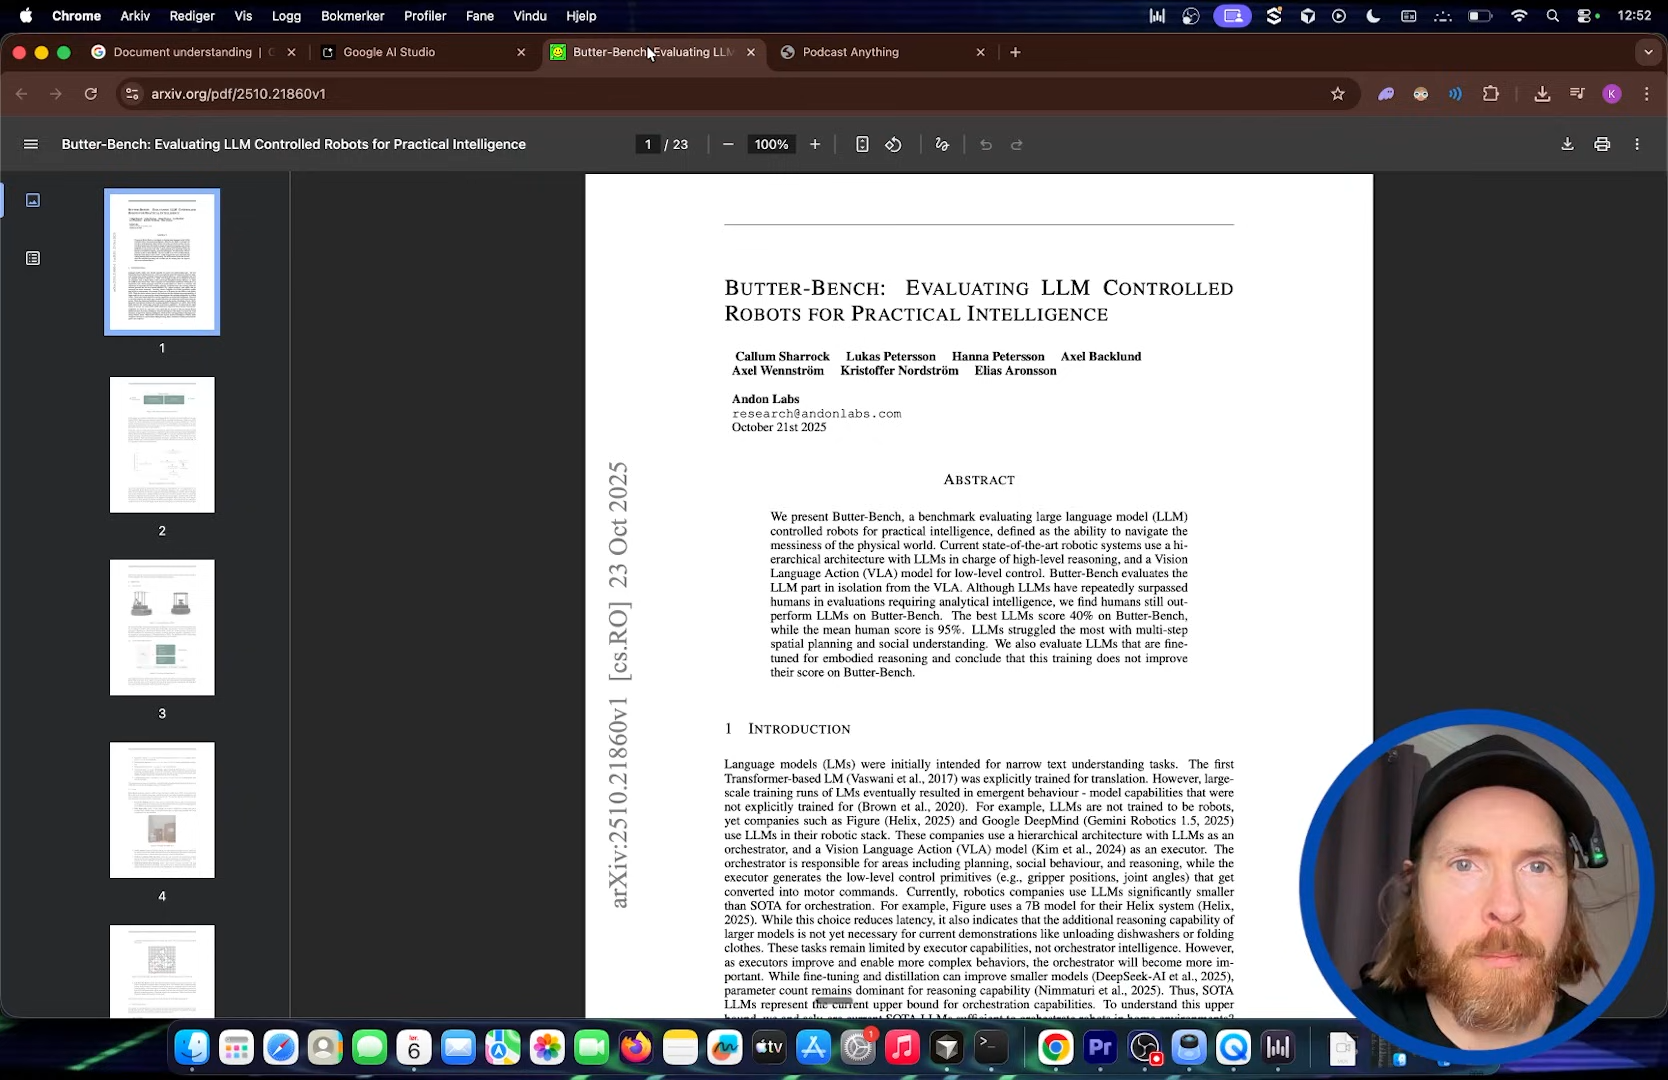 Chrome Arkiv Rediger Vis Logg Bokmerker Profiler Fane Vindu Hjelp 12:52
Document understanding | G
Google AI Studio
Butter-Bench: Evaluating LLM
Podcast Anything
arxiv.org/pdf/2510.21860v1
K
Butter-Bench: Evaluating LLM Controlled Robots for Practical Intelligence
1 / 23
100%
1
2
3
4
BUTTER-BENCH: EVALUATING LLM CONTROLLED
ROBOTS FOR PRACTICAL INTELLIGENCE
Callum Sharrock Lukas Petersson Hanna Petersson Axel Backlund
Axel Wennström Kristoffer Nordström Elias Aronsson
Andon Labs
research@andonlabs.com
October 21st 2025
arXiv:2510.21860v1 [cs.RO] 23 Oct 2025
ABSTRACT
We present Butter-Bench, a benchmark evaluating large language model (LLM)
controlled robots for practical intelligence, defined as the ability to navigate the
messiness of the physical world. Current state-of-the-art robotic systems use a hi-
erarchical architecture with LLMs in charge of high-level reasoning, and a Vision
Language Action (VLA) model for low-level control. Butter-Bench evaluates the
LLM part in isolation from the VLA. Although LLMs have repeatedly surpassed
humans in evaluations requiring analytical intelligence, we find humans still out-
perform LLMs on Butter-Bench. The best LLMs score 40% on Butter-Bench,
while the mean human score is 95%. LLMs struggled the most with multi-step
spatial planning and social understanding. We also evaluate LLMs that are fine-
tuned for embodied reasoning and conclude that this training does not improve
their score on Butter-Bench.
1 INTRODUCTION
Language models (LMs) were initially intended for narrow text understanding tasks. The first
Transformer-based LM (Vaswani et al., 2017) was explicitly trained for translation. However, large-
scale training runs of LMs eventually resulted in emergent behaviour - model capabilities that were
not explicitly trained for (Brown et al., 2020). For example, LLMs are not trained to be robots,
yet companies such as Figure (Helix, 2025) and Google DeepMind (Gemini Robotics 1.5, 2025)
use LLMs in their robotic stack. These companies use a hierarchical architecture with LLMs as an
orchestrator, and a Vision Language Action (VLA) model (Kim et al., 2024) as an executor. The
orchestrator is responsible for areas including planning, social behaviour, and reasoning, while the
executor generates the low-level control primitives (e.g., gripper positions, joint angles) that get
converted into motor commands. Currently, robotics companies use LLMs significantly smaller
than SOTA for orchestration. For example, Figure uses a 7B model for their Helix system (Helix,
2025). While this choice reduces latency, it also indicates that the additional reasoning capability of
larger models is not yet necessary for current demonstrations like unloading dishwashers or folding
clothes. These tasks remain limited by executor capabilities, not orchestrator intelligence. However,
as executors improve and enable more complex behaviors, the orchestrator will become more im-
portant. While fine-tuning and distillation can improve smaller models (DeepSeek-AI et al., 2025),
parameter count remains dominant for reasoning capability (Nimmaturi et al., 2025). Thus, SOTA
LLMs represent the current upper bound for orchestration capabilities. To understand this upper
6
tv
1
Pr